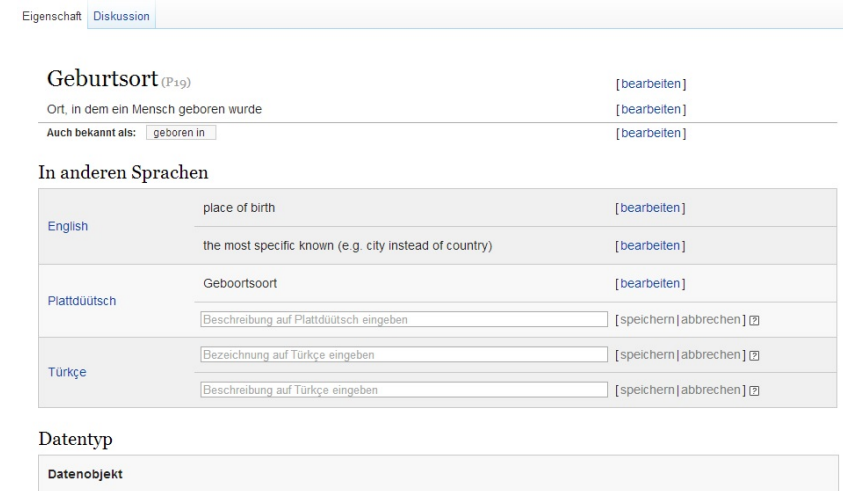 Eigenschaft Diskussion
Geburtsort (P19) [bearbeiten]
Ort, in dem ein Mensch geboren wurde [bearbeiten]
Auch bekannt als: geboren in [bearbeiten]
In anderen Sprachen
English
place of birth [bearbeiten]
the most specific known (e.g. city instead of country) [bearbeiten]
Plattdüütsch
Geboortsoort [bearbeiten]
Beschreibung auf Plattdüütsch eingeben [speichern|abbrechen] [?]
Türkçe
Bezeichnung auf Türkçe eingeben [speichern|abbrechen] [?]
Beschreibung auf Türkçe eingeben [speichern|abbrechen] [?]
Datentyp
Datenobjekt